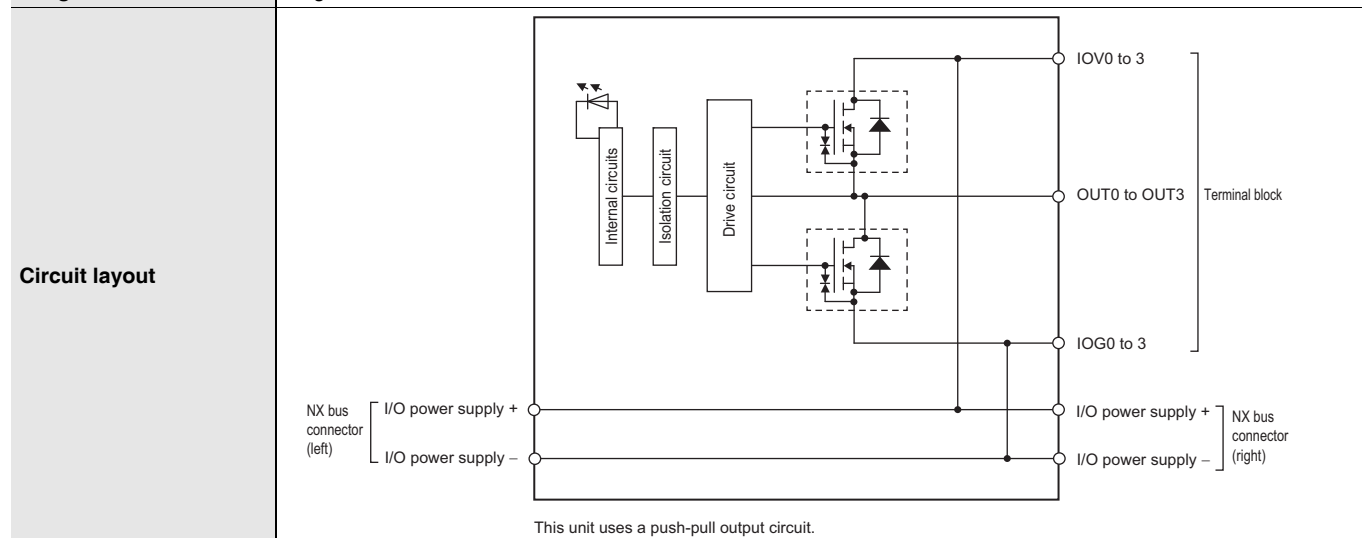 Circuit layout
Internal circuits
Isolation circuit
Drive circuit
IOV0 to 3
OUT0 to OUT3
Terminal block
IOG0 to 3
NX bus
connector
(left)
I/O power supply +
I/O power supply –
I/O power supply +
I/O power supply –
NX bus
connector
(right)
This unit uses a push-pull output circuit.